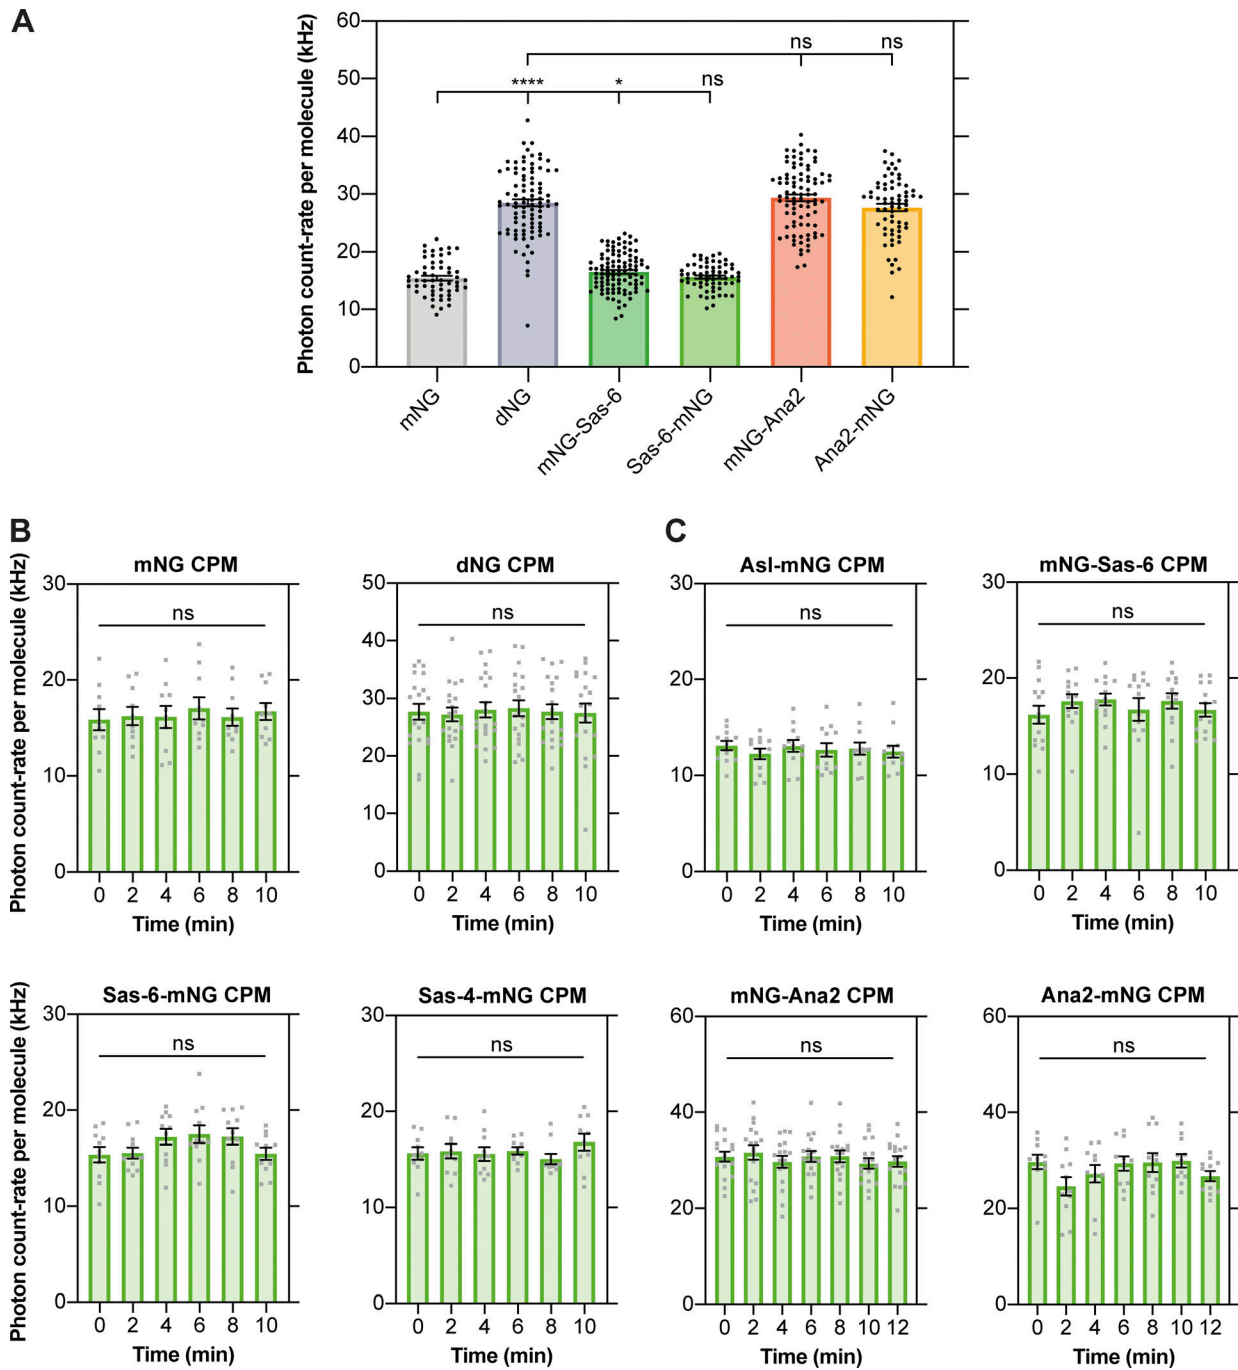 A
Photon count-rate per molecule (kHz)
60
50
40
30
20
10
0
ns
ns
****
*
ns
mNG
dNG
mNG-Sas-6
Sas-6-mNG
mNG-Ana2
Ana2-mNG
B
mNG CPM
Photon count-rate per molecule (kHz)
30
20
10
0
ns
0 2 4 6 8 10
Time (min)
dNG CPM
50
40
30
20
10
0
ns
0 2 4 6 8 10
Time (min)
C
Asl-mNG CPM
30
20
10
0
ns
0 2 4 6 8 10
Time (min)
mNG-Sas-6 CPM
30
20
10
0
ns
0 2 4 6 8 10
Time (min)
Sas-6-mNG CPM
Photon count-rate per molecule (kHz)
30
20
10
0
ns
0 2 4 6 8 10
Time (min)
Sas-4-mNG CPM
30
20
10
0
ns
0 2 4 6 8 10
Time (min)
mNG-Ana2 CPM
60
40
20
0
ns
0 2 4 6 8 10 12
Time (min)
Ana2-mNG CPM
60
40
20
0
ns
0 2 4 6 8 10 12
Time (min)